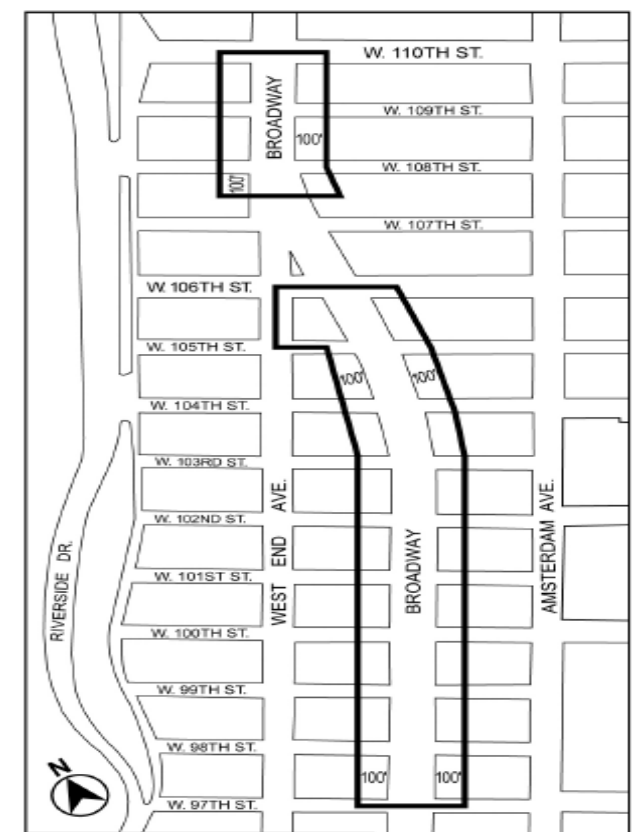 W. 110TH ST.
BROADWAY
W. 109TH ST.
100'
W. 108TH ST.
100'
W. 107TH ST.
W. 106TH ST.
W. 105TH ST.
100'
100'
W. 104TH ST.
W. 103RD ST.
WEST END AVE.
AMSTERDAM AVE.
W. 102ND ST.
BROADWAY
RIVERSIDE DR.
W. 101ST ST.
W. 100TH ST.
W. 99TH ST.
W. 98TH ST.
N
100'
100'
W. 97TH ST.